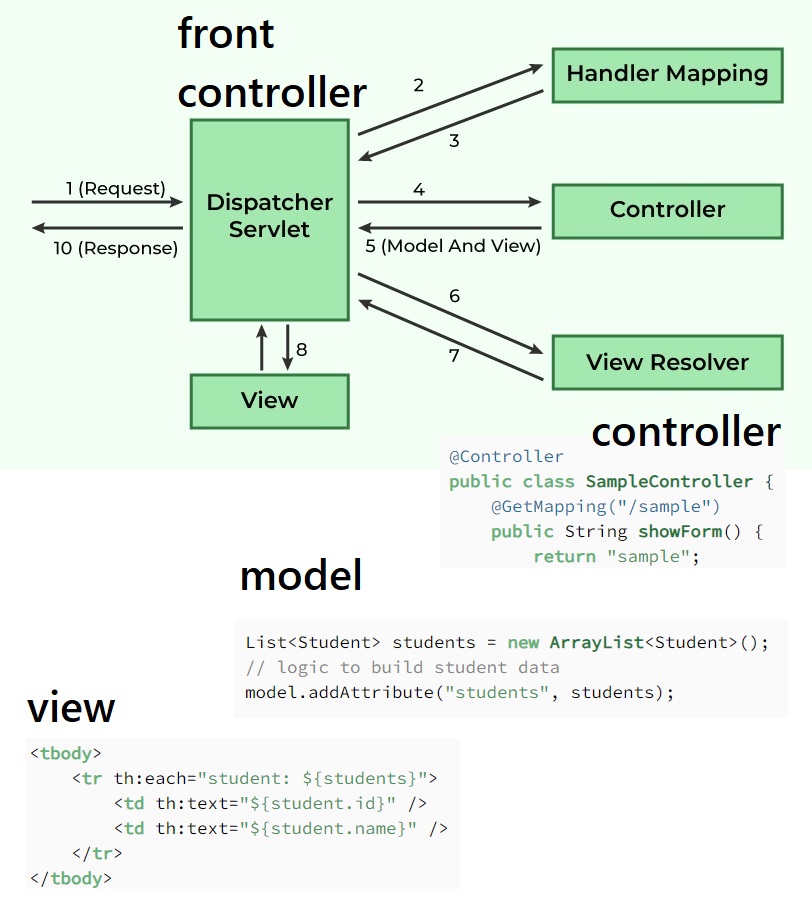 front
controller
2
Handler Mapping
3
1 (Request)
Dispatcher
Servlet
4
Controller
10 (Response)
5 (Model And View)
6
7
View Resolver
8
View
controller
@Controller
public class SampleController {
    @GetMapping("/sample")
    public String showForm() {
        return "sample";
model
List<Student> students = new ArrayList<Student>();
// logic to build student data
model.addAttribute("students", students);
view
<tbody>
    <tr th:each="student: ${students}">
        <td th:text="${student.id}" />
        <td th:text="${student.name}" />
    </tr>
</tbody>